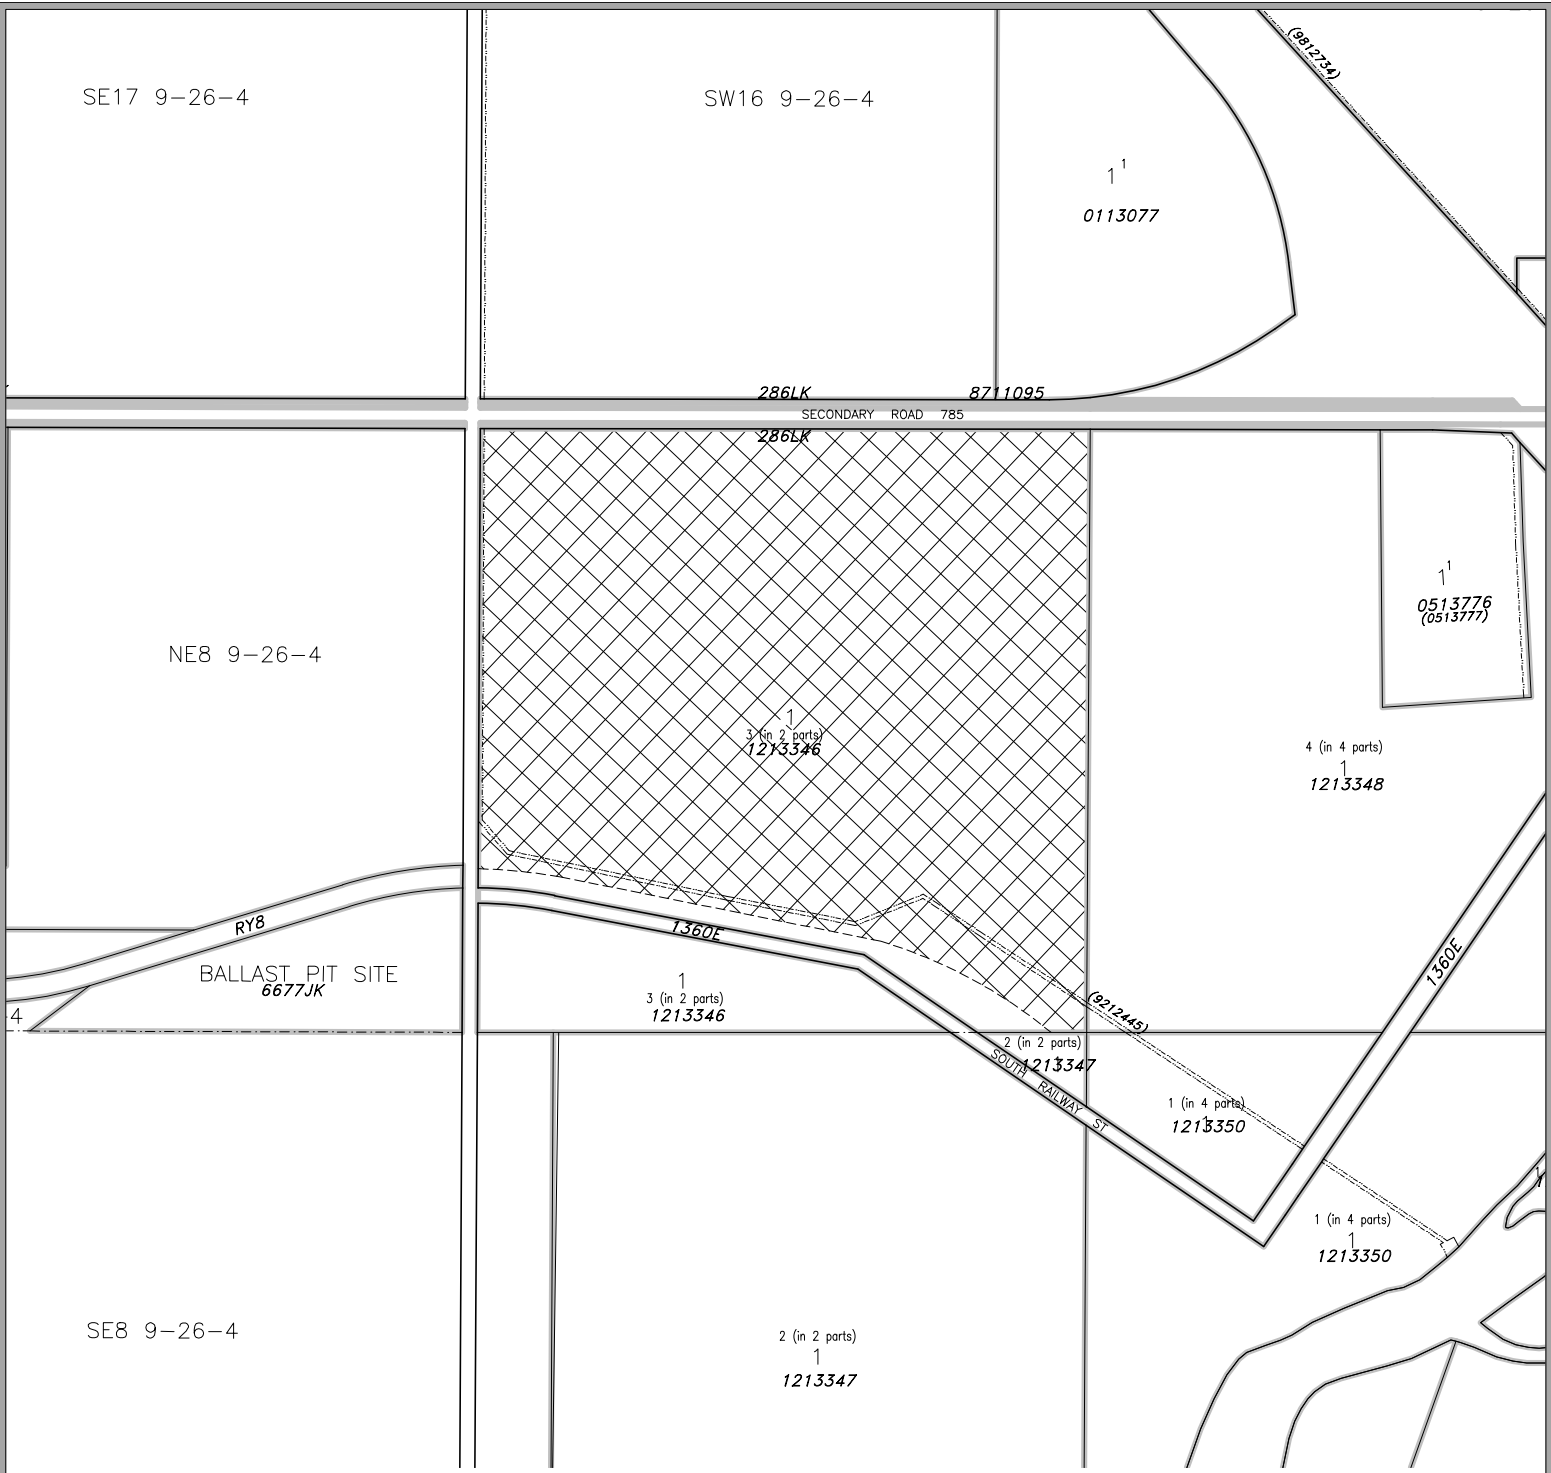 (9812734)
SE17 9-26-4
SW16 9-26-4
1
1
0113077
286LK
8711095
SECONDARY ROAD 785
286LK
1
1
0513776
(0513777)
NE8 9-26-4
1
3 (in 2 parts)
1213346
4 (in 4 parts)
1
1213348
RY8
1360E
1360E
BALLAST PIT SITE
6677JK
1
3 (in 2 parts)
1213346
(9212445)
-4
2 (in 2 parts)
1
1213347
SOUTH RAILWAY ST
1 (in 4 parts)
1
1213350
1 (in 4 parts)
1
1213350
SE8 9-26-4
2 (in 2 parts)
1
1213347